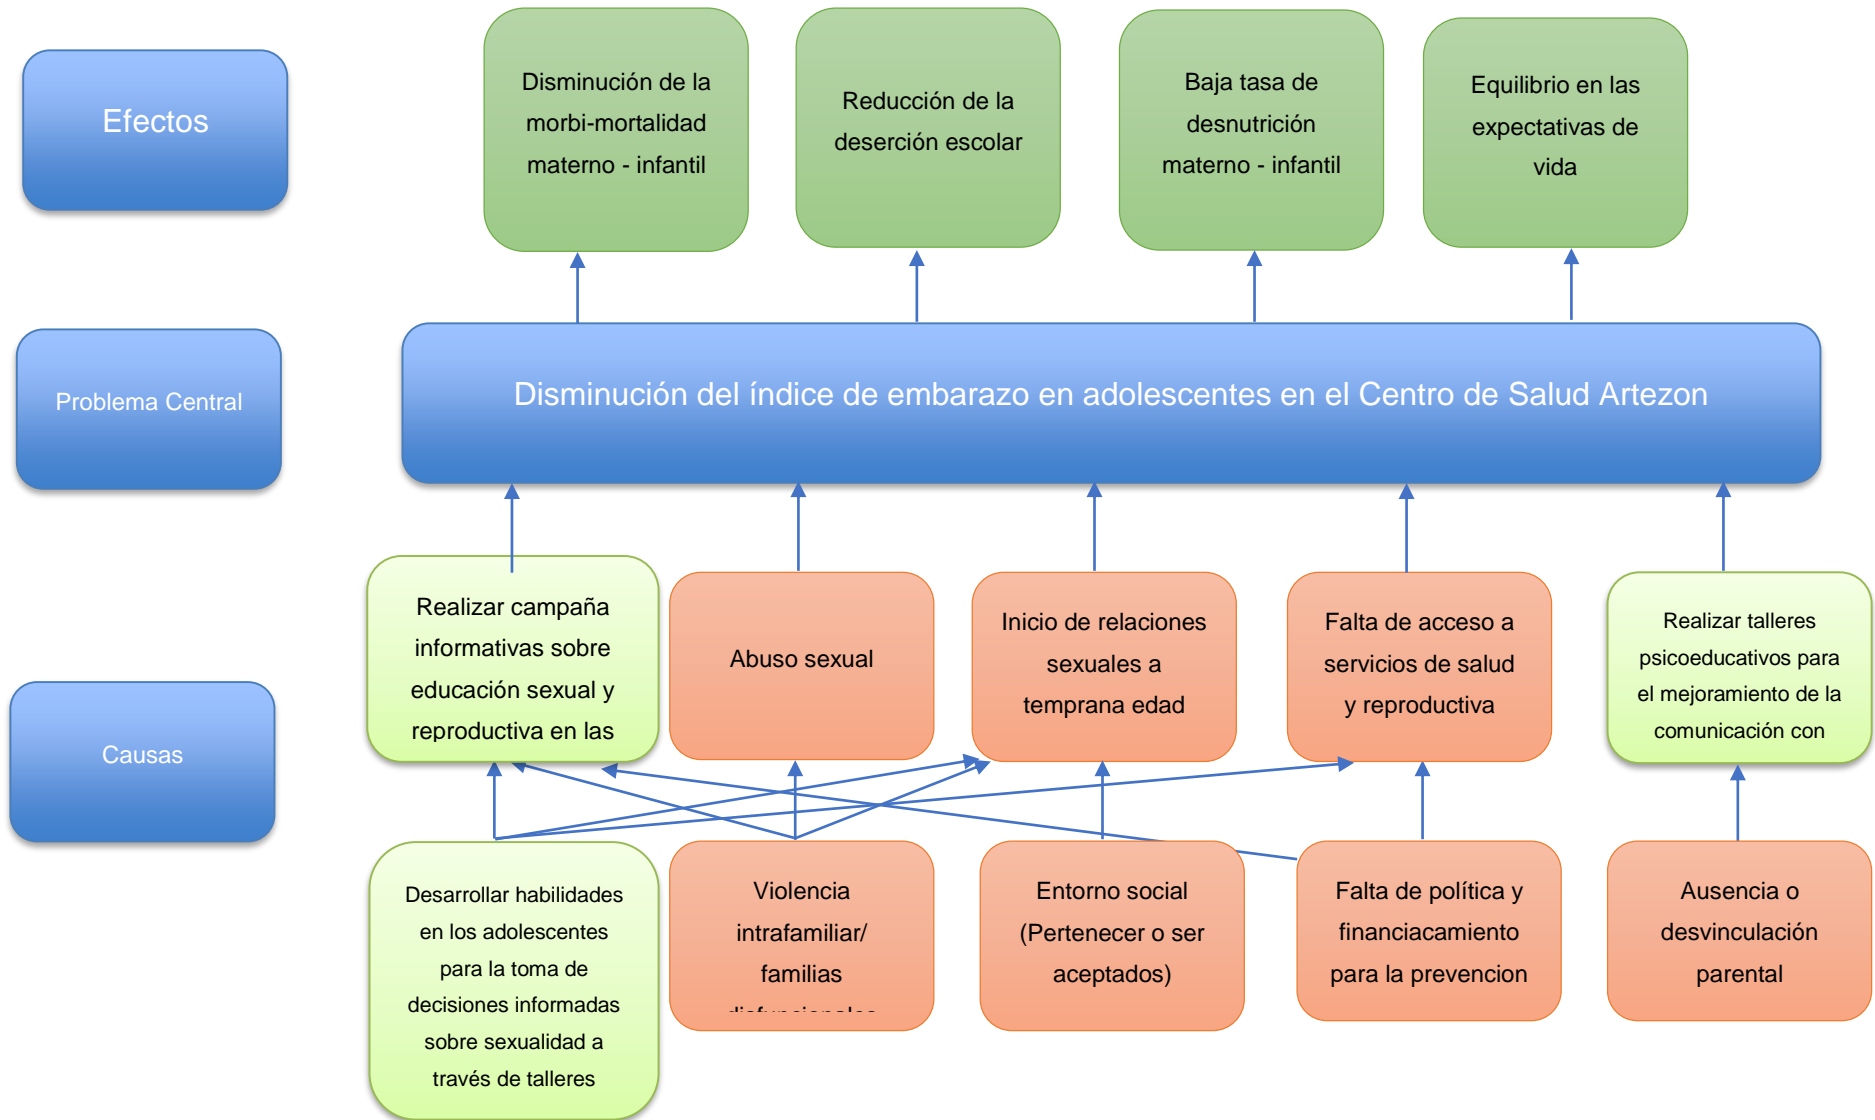 Efectos
Disminución de la
morbi-mortalidad
materno - infantil
Reducción de la
deserción escolar
Baja tasa de
desnutrición
materno - infantil
Equilibrio en las
expectativas de
vida
Problema Central
Disminución del índice de embarazo en adolescentes en el Centro de Salud Artezon
Causas
Realizar campaña
informativas sobre
educación sexual y
reproductiva en las
Abuso sexual
Inicio de relaciones
sexuales a
temprana edad
Falta de acceso a
servicios de salud
y reproductiva
Realizar talleres
psicoeducativos para
el mejoramiento de la
comunicación con
Desarrollar habilidades
en los adolescentes
para la toma de
decisiones informadas
sobre sexualidad a
través de talleres
Violencia
intrafamiliar/
familias
disfuncionales
Entorno social
(Pertenecer o ser
aceptados)
Falta de política y
financiacamiento
para la prevencion
Ausencia o
desvinculación
parental